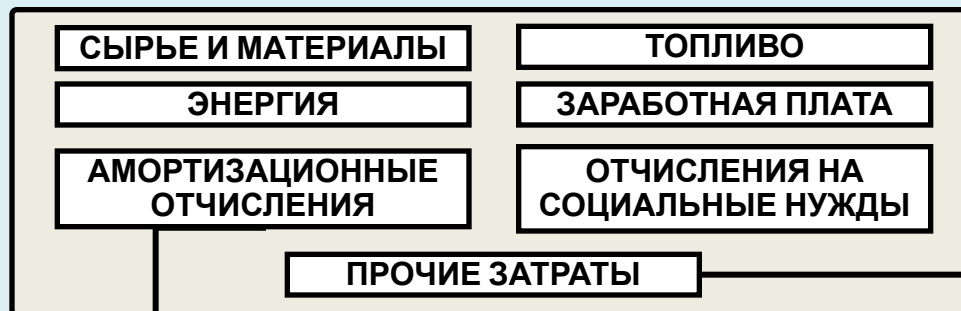 СЫРЬЕ И МАТЕРИАЛЫ
ТОПЛИВО
ЭНЕРГИЯ
ЗАРАБОТНАЯ ПЛАТА
АМОРТИЗАЦИОННЫЕ
ОТЧИСЛЕНИЯ
ОТЧИСЛЕНИЯ НА
СОЦИАЛЬНЫЕ НУЖДЫ
ПРОЧИЕ ЗАТРАТЫ